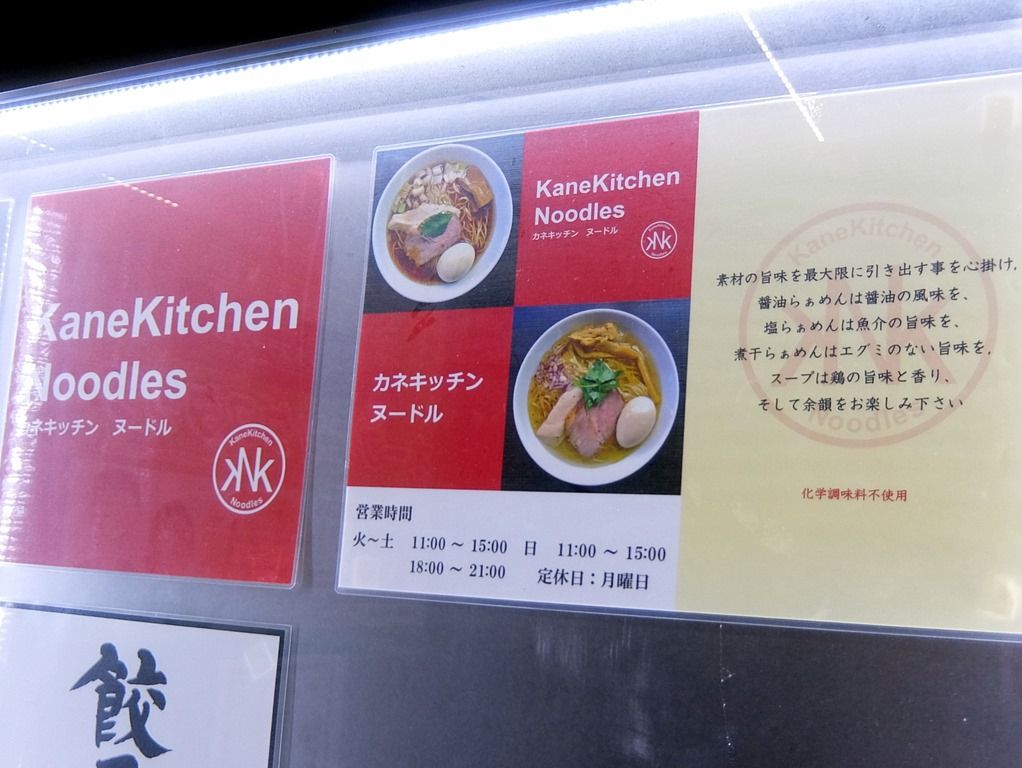 KaneKitchen
Noodles
カネキッチン ヌードル
KaneKitchen
KNk
Noodles
KaneKitchen
Noodles
カネキッチン ヌードル
カネキッチン
ヌードル
営業時間
火～土 11:00 ～ 15:00 日 11:00 ～ 15:00
18:00 ～ 21:00 定休日：月曜日
KaneKitchen
Noodles
素材の旨味を最大限に引き出す事を心掛け,
醤油らぁめんは醤油の風味を、
塩らぁめんは魚介の旨味を、
煮干らぁめんはエグミのない旨味を,
スープは鶏の旨味と香り、
そして余韻をお楽しみ下さい
化学調味料不使用
餃